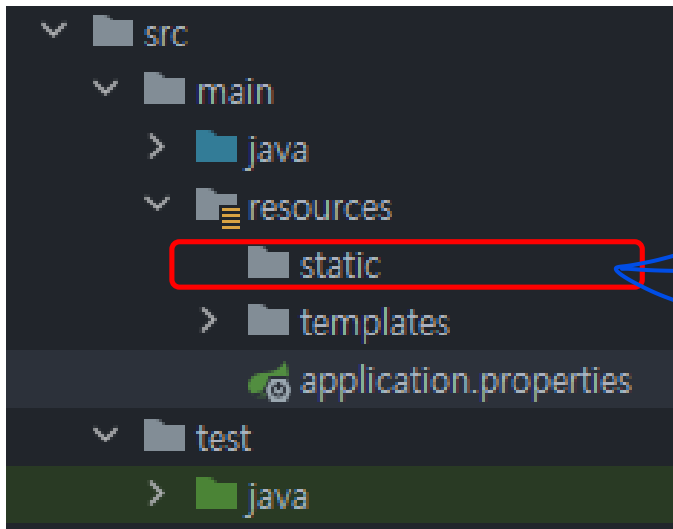 src
main
java
resources
static
templates
application.properties
test
java